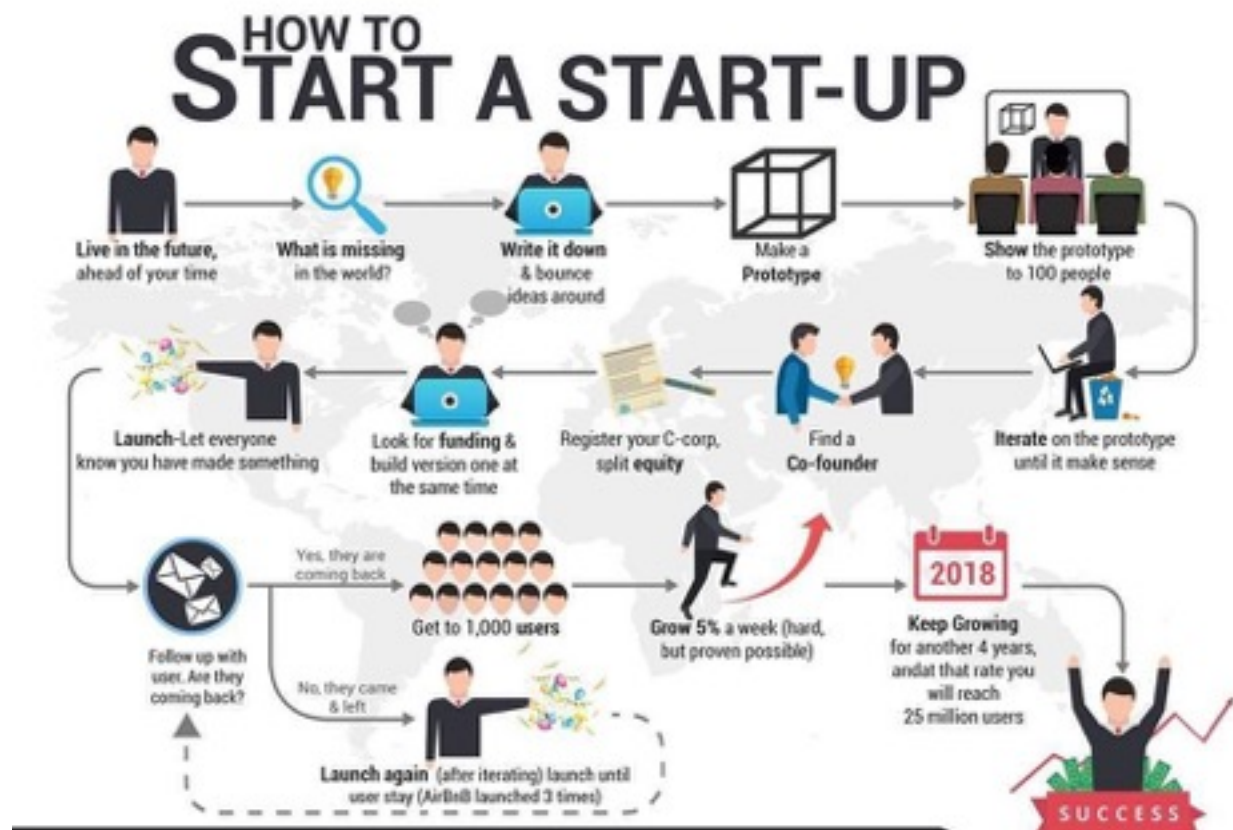 HOW TO
START A START-UP
Live in the future,
ahead of your time
What is missing
in the world?
Write it down
& bounce
ideas around
Make a
Prototype
Show the prototype
to 100 people
Launch-Let everyone
know you have made something
Look for funding &
build version one at
the same time
Register your C-corp,
split equity
Find a
Co-founder
Iterate on the prototype
until it make sense
Follow up with
user. Are they
coming back?
Yes, they are
coming back
Get to 1,000 users
No, they came
& left
Launch again (after iterating) launch until
user stay (AirBnB launched 3 times)
Grow 5% a week (hard,
but proven possible)
2018
Keep Growing
for another 4 years,
andat that rate you
will reach
25 million users
SUCCESS